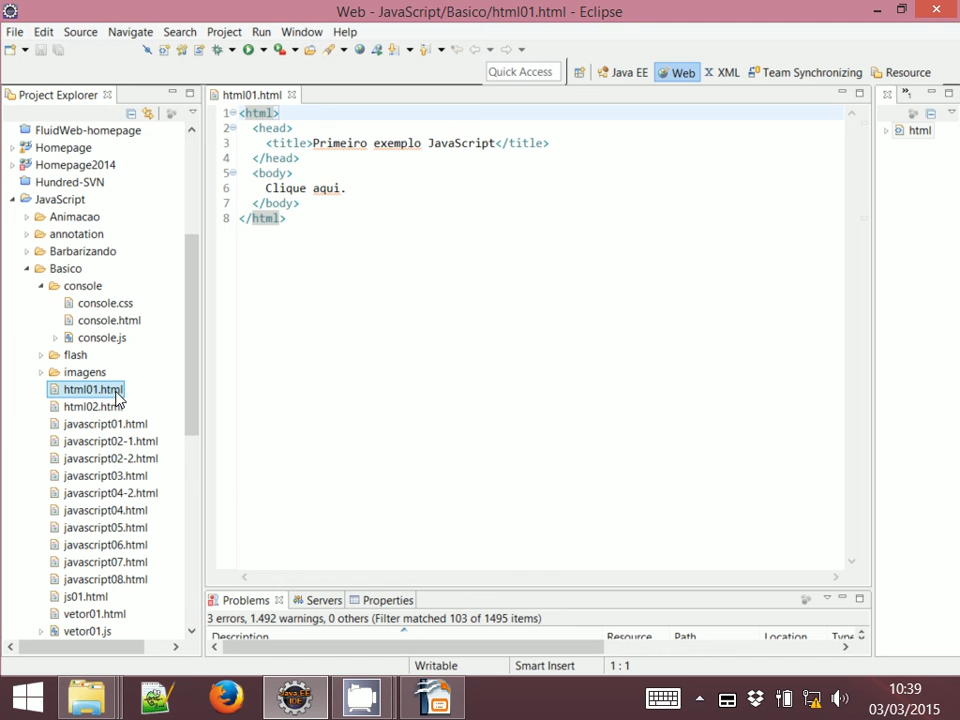 Web - JavaScript/Basico/html01.html - Eclipse
File Edit Source Navigate Search Project Run Window Help
Quick Access Java EE Web XML Team Synchronizing Resource
Project Explorer
FluidWeb-homepage
Homepage
Homepage2014
Hundred-SVN
JavaScript
Animacao
annotation
Barbarizando
Basico
console
console.css
console.html
console.js
flash
imagens
html01.html
html02.html
javascript01.html
javascript02-1.html
javascript02-2.html
javascript03.html
javascript04-2.html
javascript04.html
javascript05.html
javascript06.html
javascript07.html
javascript08.html
js01.html
vetor01.html
vetor01.js
html01.html
1 <html>
2 <head>
3 <title>Primeiro exemplo JavaScript</title>
4 </head>
5 <body>
6 Clique aqui.
7 </body>
8 </html>
»1
html
Problems Servers Properties
3 errors, 1.492 warnings, 0 others (Filter matched 103 of 1495 items)
Description Resource Path Location Type
Writable Smart Insert 1 : 1
Java EE
IDE
10:39
03/03/2015